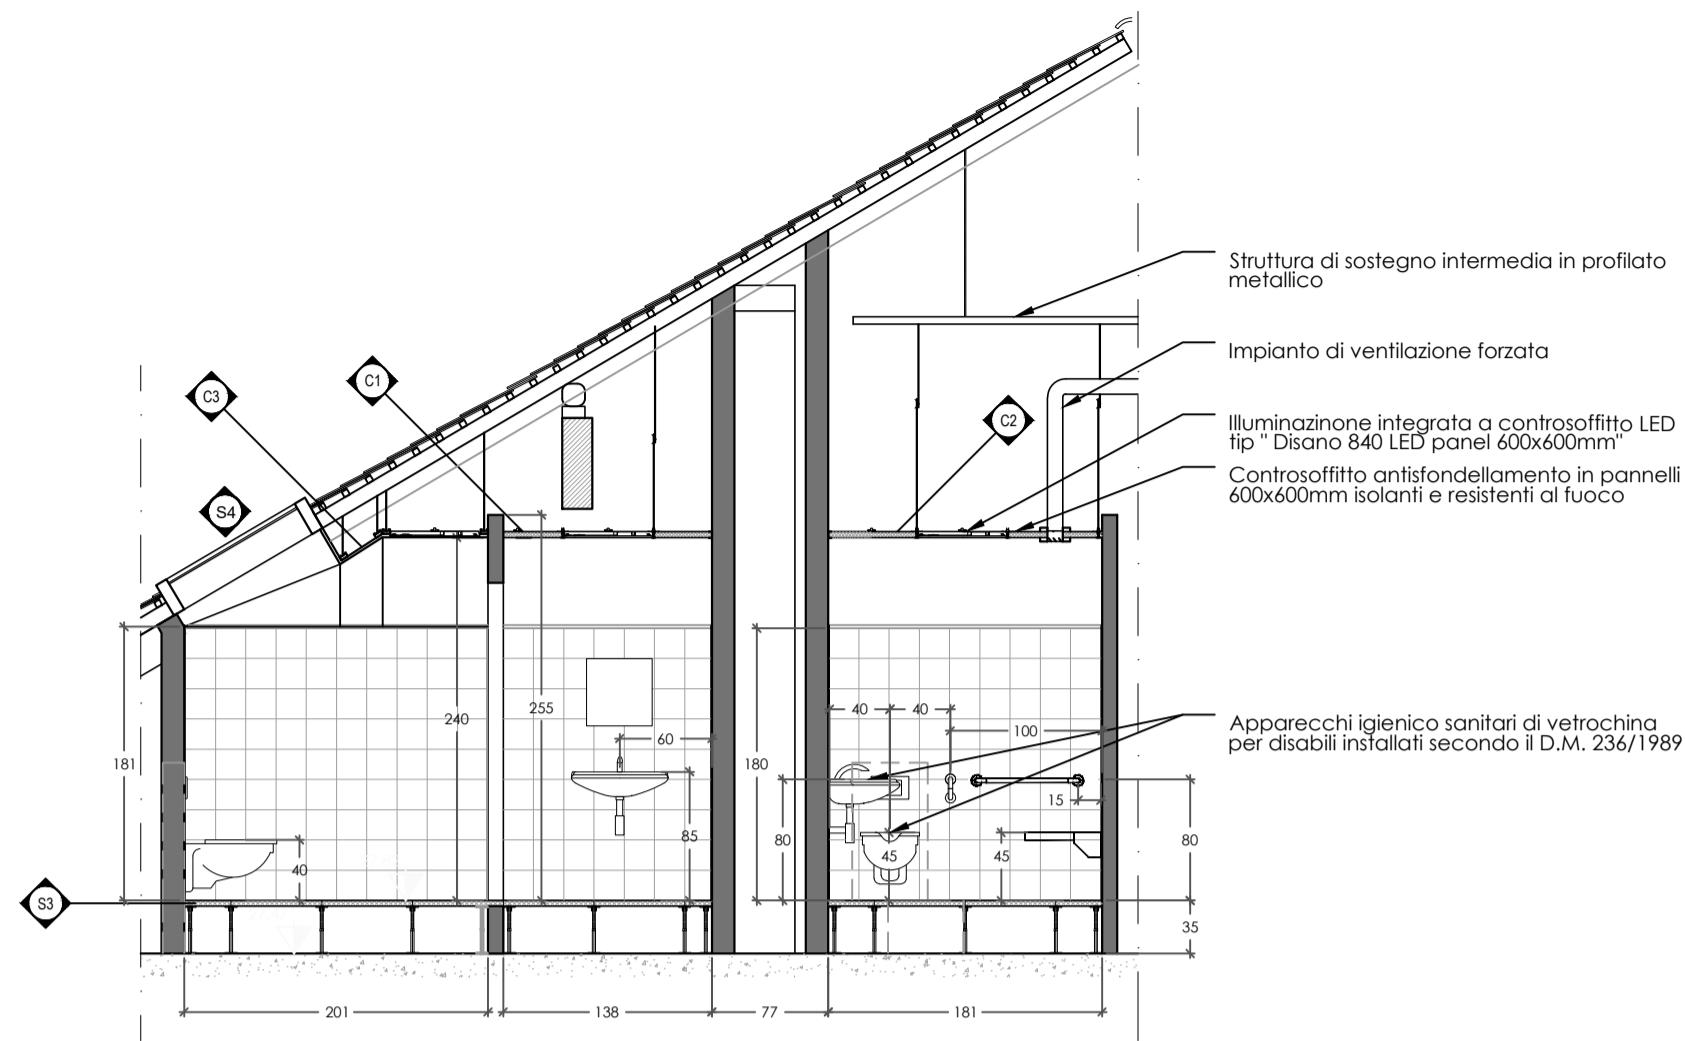 Struttura di sostegno intermedia in profilato
metallico
Impianto di ventilazione forzata
C1
C3
C2
Illuminazinone integrata a controsoffitto LED
tip " Disano 840 LED panel 600x600mm"
Controsoffitto antisfondellamento in pannelli
600x600mm isolanti e resistenti al fuoco
S4
240
255
60
40
40
100
Apparecchi igienico sanitari di vetrochina
per disabili installati secondo il D.M. 236/1989
181
180
15
85
80
45
45
80
40
S3
35
201
138
77
181